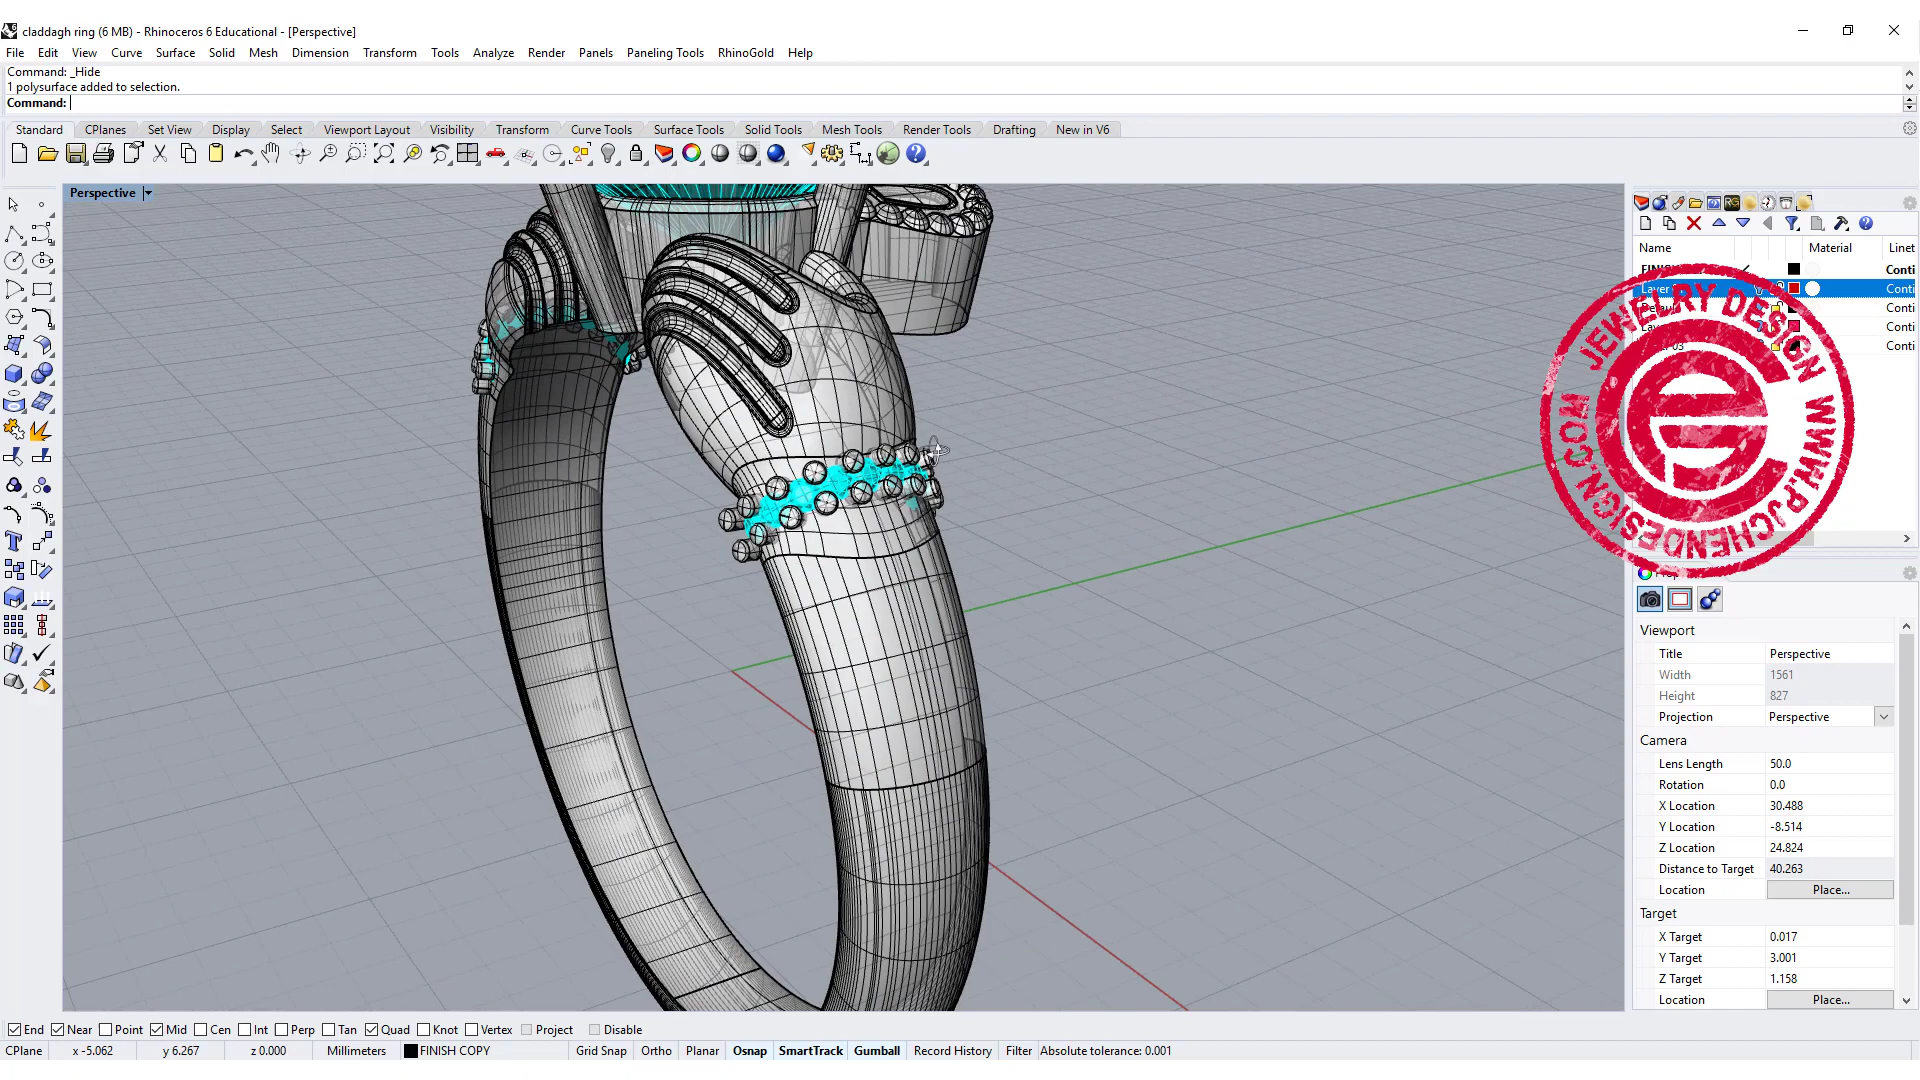 claddagh ring (6 MB) - Rhinoceros 6 Educational - [Perspective]
File Edit View Curve Surface Solid Mesh Dimension Transform Tools Analyze Render Panels Paneling Tools RhinoGold Help
Command: _Hide
1 polysurface added to selection.
Command:
Standard CPlanes Set View Display Select Viewport Layout Visibility Transform Curve Tools Surface Tools Solid Tools Mesh Tools Render Tools Drafting New in V6
Perspective
Name Material Linet
Conti
Layer Conti
Conti
Conti
03 Conti
JEWELRY DESIGN WWW.PJCHENDESIGN.COM
Viewport
Title Perspective
Width 1561
Height 827
Projection Perspective
Camera
Lens Length 50.0
Rotation 0.0
X Location 30.488
Y Location -8.514
Z Location 24.824
Distance to Target 40.263
Location Place...
Target
X Target 0.017
Y Target 3.001
Z Target 1.158
Location Place...
End Near Point Mid Cen Int Perp Tan Quad Knot Vertex Project Disable
CPlane x -5.062 y 6.267 z 0.000 Millimeters FINISH COPY Grid Snap Ortho Planar Osnap SmartTrack Gumball Record History Filter Absolute tolerance: 0.001